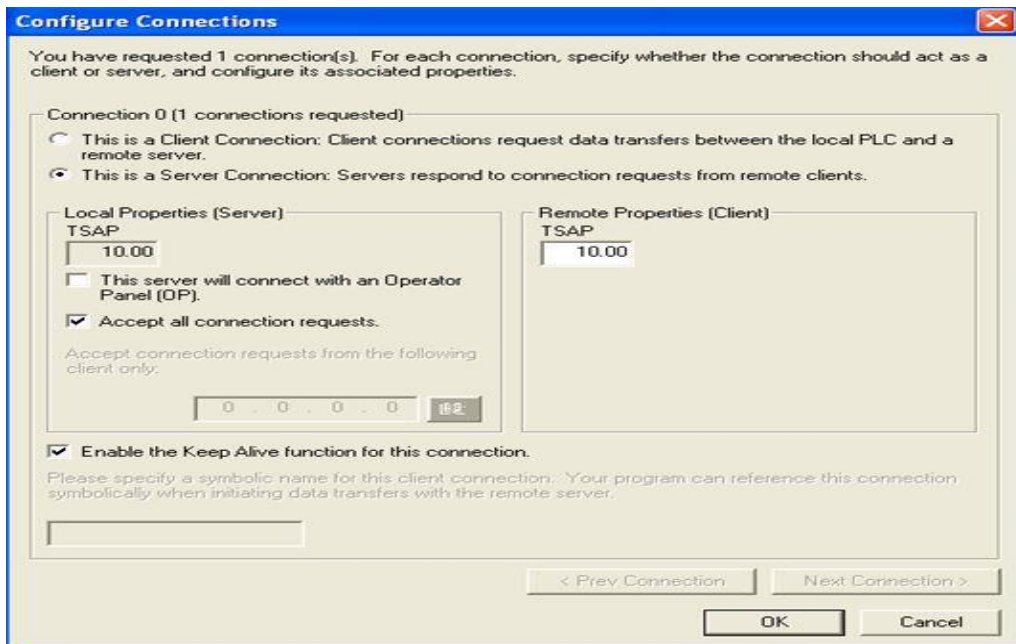 Configure Connections
You have requested 1 connection(s). For each connection, specify whether the connection should act as a
client or server, and configure its associated properties.
Connection 0 (1 connections requested)
This is a Client Connection: Client connections request data transfers between the local PLC and a
remote server.
This is a Server Connection: Servers respond to connection requests from remote clients.
Local Properties (Server)
TSAP
10.00
This server will connect with an Operator
Panel (OP).
Accept all connection requests.
Accept connection requests from the following
client only:
0 . 0 . 0 . 0
Remote Properties (Client)
TSAP
10.00
Enable the Keep Alive function for this connection.
Please specify a symbolic name for this client connection. Your program can reference this connection
symbolically when initiating data transfers with the remote server.
< Prev Connection
Next Connection >
OK
Cancel